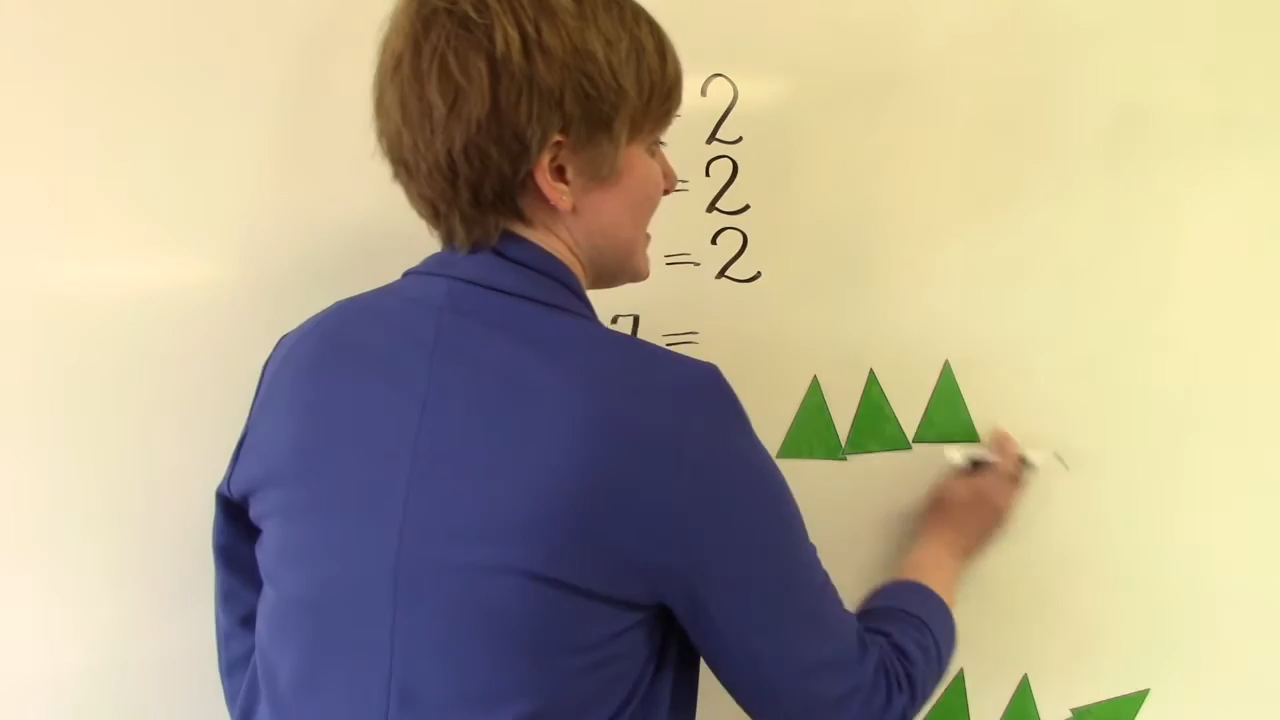 2
= 2
= 2
7 =